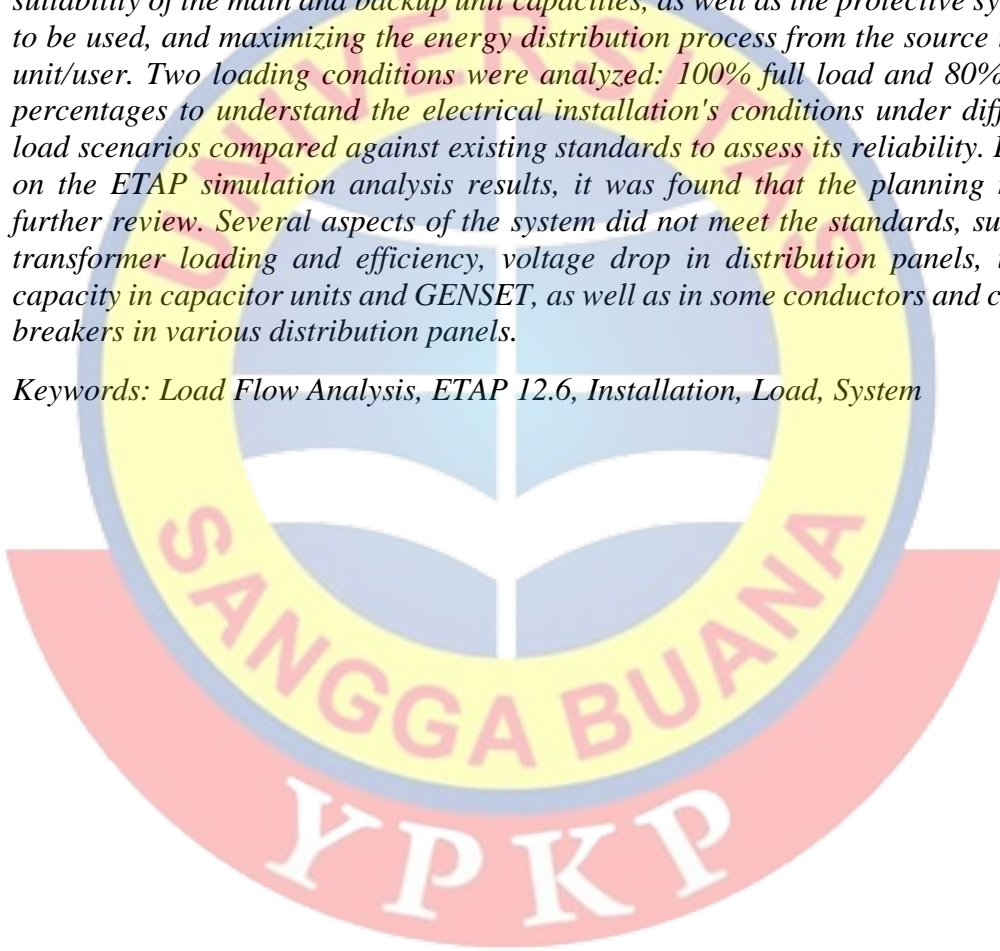 suitability of the main and backup unit capacities, as well as the protective sy
to be used, and maximizing the energy distribution process from the source
unit/user. Two loading conditions were analyzed: 100% full load and 80%
percentages to understand the electrical installation's conditions under diff
load scenarios compared against existing standards to assess its reliability.
on the ETAP simulation analysis results, it was found that the planning
further review. Several aspects of the system did not meet the standards, su
transformer loading and efficiency, voltage drop in distribution panels,
capacity in capacitor units and GENSET, as well as in some conductors and c
breakers in various distribution panels.
Keywords: Load Flow Analysis, ETAP 12.6, Installation, Load, System
UNIVERSITAS
SANGGA BUANA
YPKP